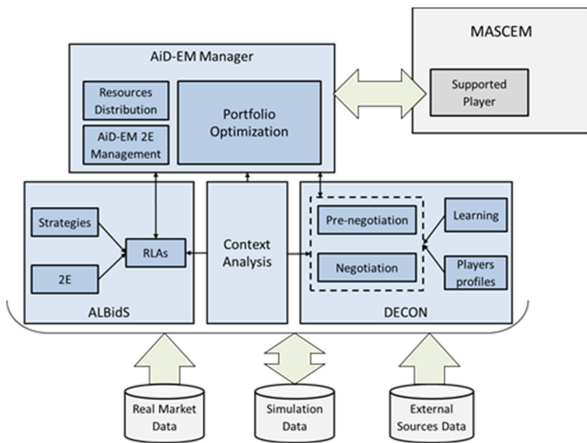 MASCEM
Supported
Player
AiD-EM Manager
Resources
Distribution
AiD-EM 2E
Management
Portfolio
Optimization
Strategies
2E
RLAs
ALBidS
Context
Analysis
Pre-negotiation
Negotiation
Learning
Players
profiles
DECON
Real Market
Data
Simulation
Data
External
Sources Data